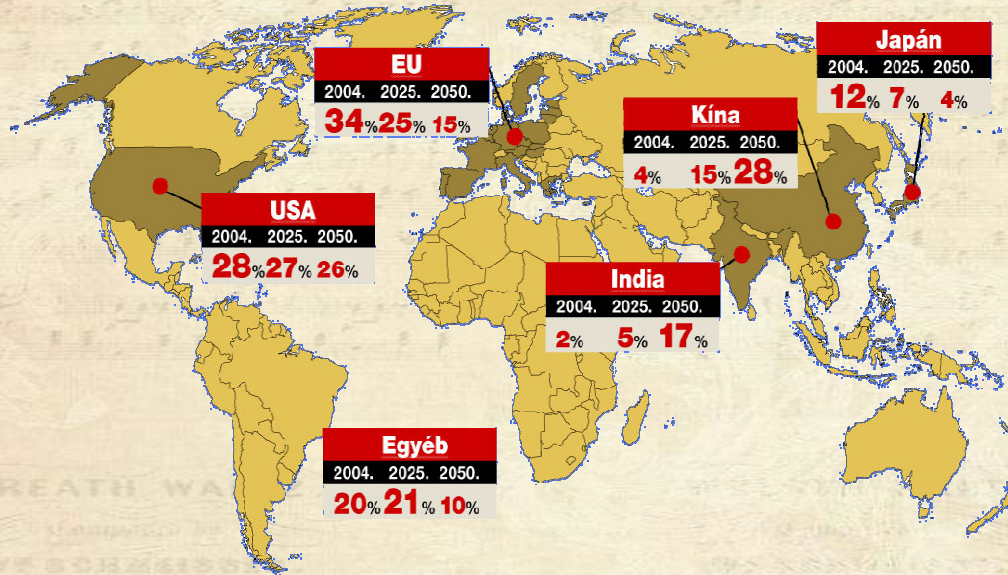 Japán
2004. 2025. 2050.
12% 7% 4%
EU
2004. 2025. 2050.
34% 25% 15%
Kína
2004. 2025. 2050.
4% 15% 28%
USA
2004. 2025. 2050.
28% 27% 26%
India
2004. 2025. 2050.
2% 5% 17%
Egyéb
2004. 2025. 2050.
20% 21% 10%